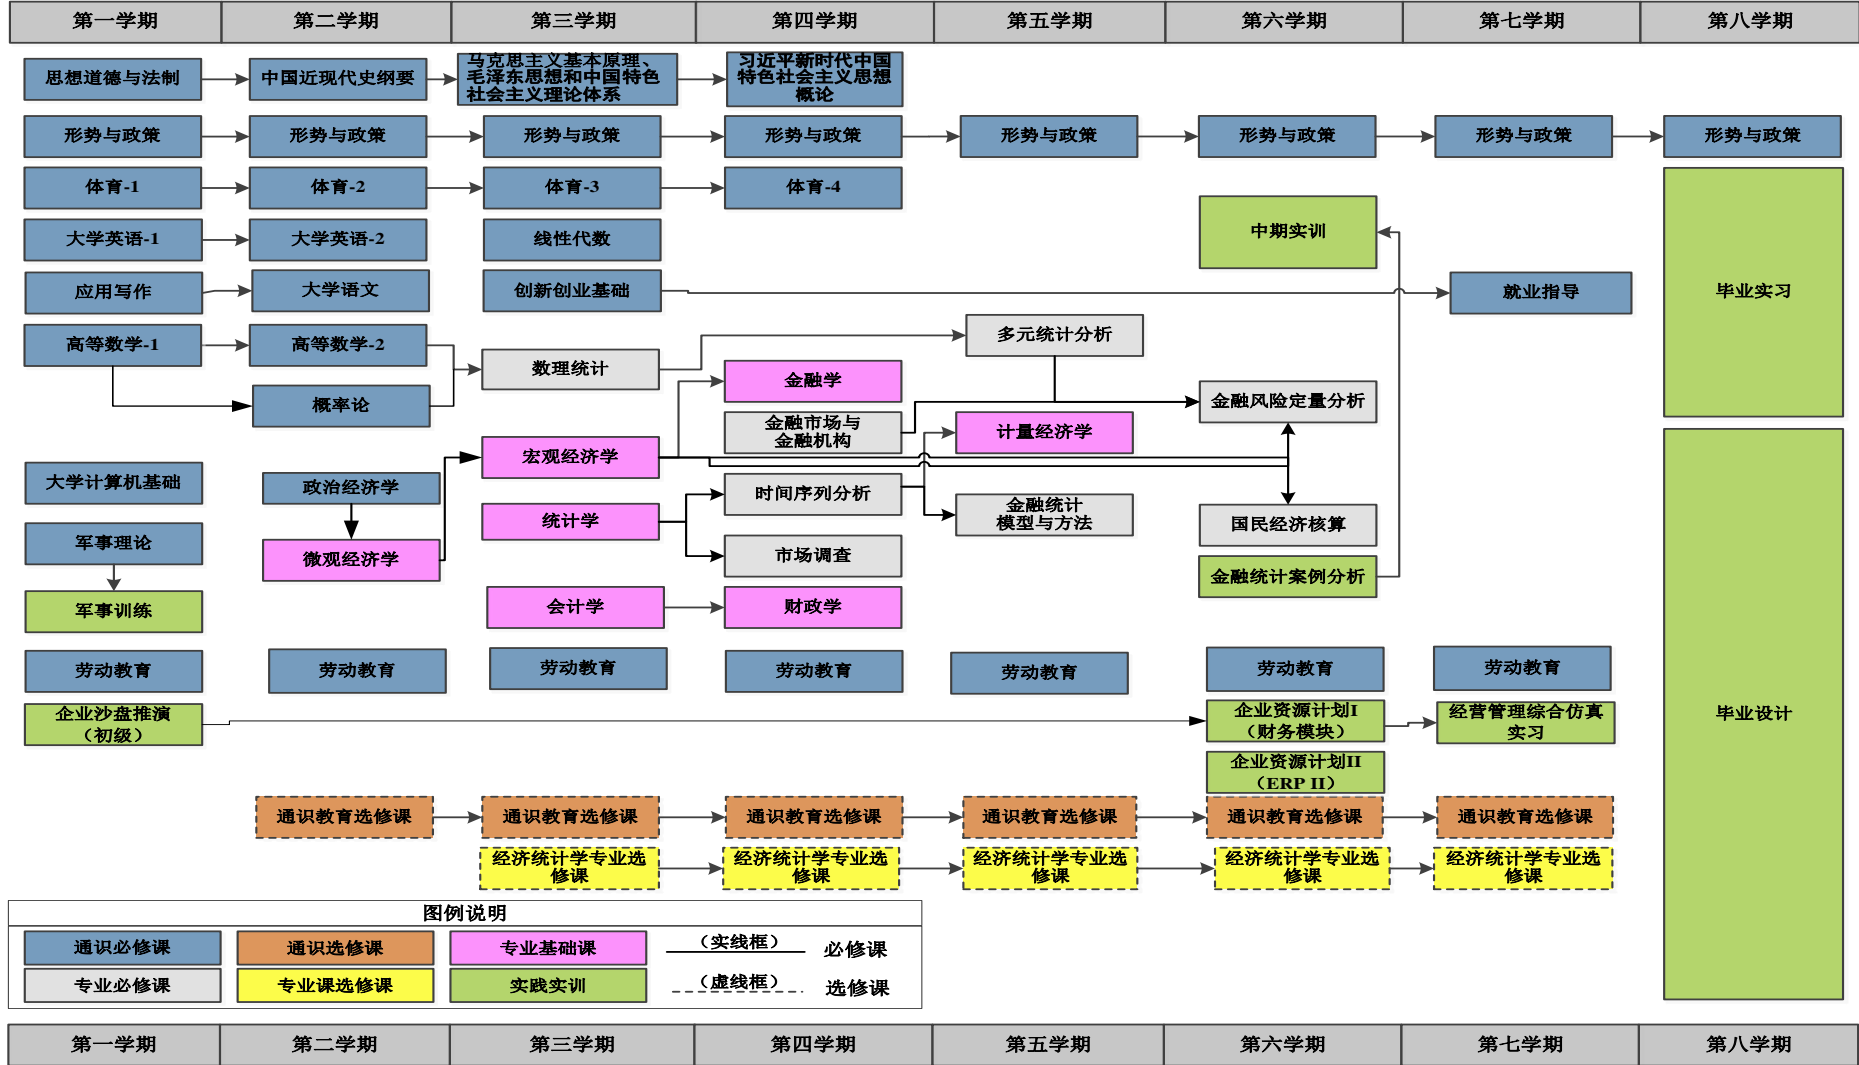 第一学期
第二学期
第三学期
第四学期
第五学期
第六学期
第七学期
第八学期
思想道德与法制
中国近现代史纲要
马克思主义基本原理、
毛泽东思想和中国特色
社会主义理论体系
习近平新时代中国
特色社会主义思想
概论
形势与政策
形势与政策
形势与政策
形势与政策
形势与政策
形势与政策
形势与政策
形势与政策
体育-1
体育-2
体育-3
体育-4
大学英语-1
大学英语-2
线性代数
中期实训
应用写作
大学语文
创新创业基础
就业指导
毕业实习
高等数学-1
高等数学-2
数理统计
多元统计分析
概率论
金融学
金融市场与
金融机构
计量经济学
金融风险定量分析
大学计算机基础
政治经济学
宏观经济学
时间序列分析
金融统计
模型与方法
统计学
国民经济核算
军事理论
微观经济学
市场调查
金融统计案例分析
军事训练
会计学
财政学
劳动教育
劳动教育
劳动教育
劳动教育
劳动教育
劳动教育
劳动教育
企业沙盘推演
（初级）
企业资源计划I
（财务模块）
经营管理综合仿真
实习
毕业设计
企业资源计划II
（ERP II）
通识教育选修课
通识教育选修课
通识教育选修课
通识教育选修课
通识教育选修课
通识教育选修课
经济统计学专业选
修课
经济统计学专业选
修课
经济统计学专业选
修课
经济统计学专业选
修课
经济统计学专业选
修课
图例说明
通识必修课
通识选修课
专业基础课
（实线框）
必修课
专业必修课
专业课选修课
实践实训
（虚线框）
选修课
第一学期
第二学期
第三学期
第四学期
第五学期
第六学期
第七学期
第八学期